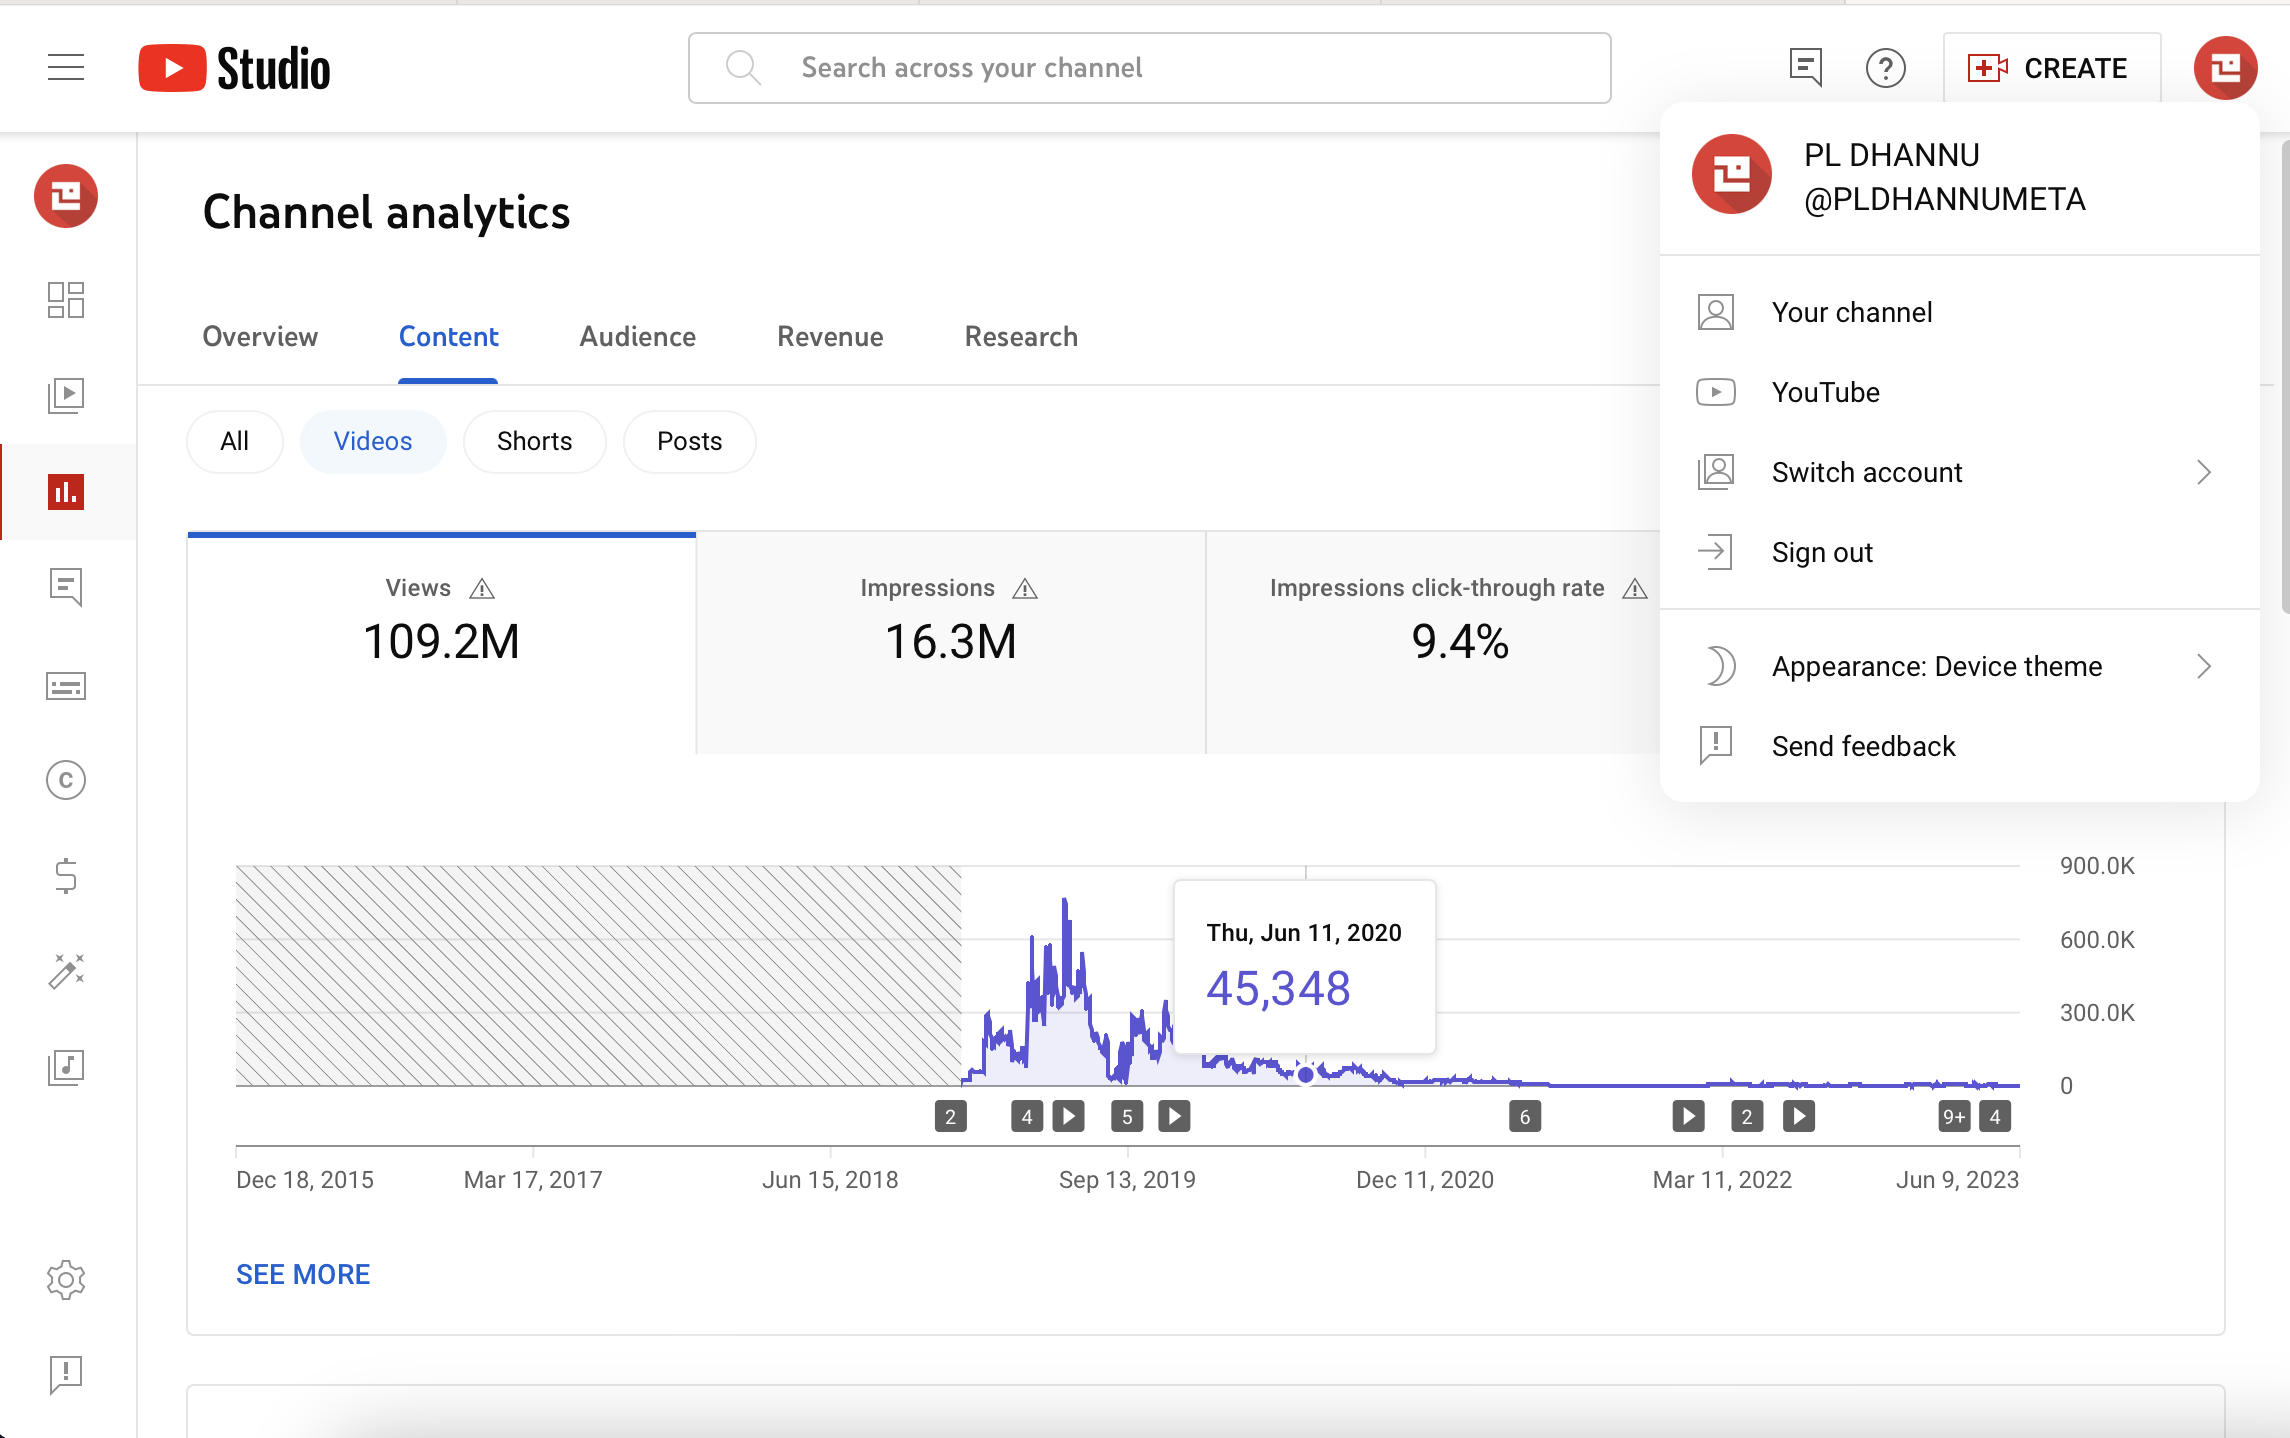 Studio
Search across your channel
CREATE
PL DHANNU
@PLDHANNUMETA
Your channel
YouTube
Switch account
Sign out
Appearance: Device theme
Send feedback
Channel analytics
Overview
Content
Audience
Revenue
Research
All
Videos
Shorts
Posts
Views
109.2M
Impressions
16.3M
Impressions click-through rate
9.4%
Thu, Jun 11, 2020
45,348
900.0K
600.0K
300.0K
0
2
4
5
6
2
9+
4
Dec 18, 2015
Mar 17, 2017
Jun 15, 2018
Sep 13, 2019
Dec 11, 2020
Mar 11, 2022
Jun 9, 2023
SEE MORE